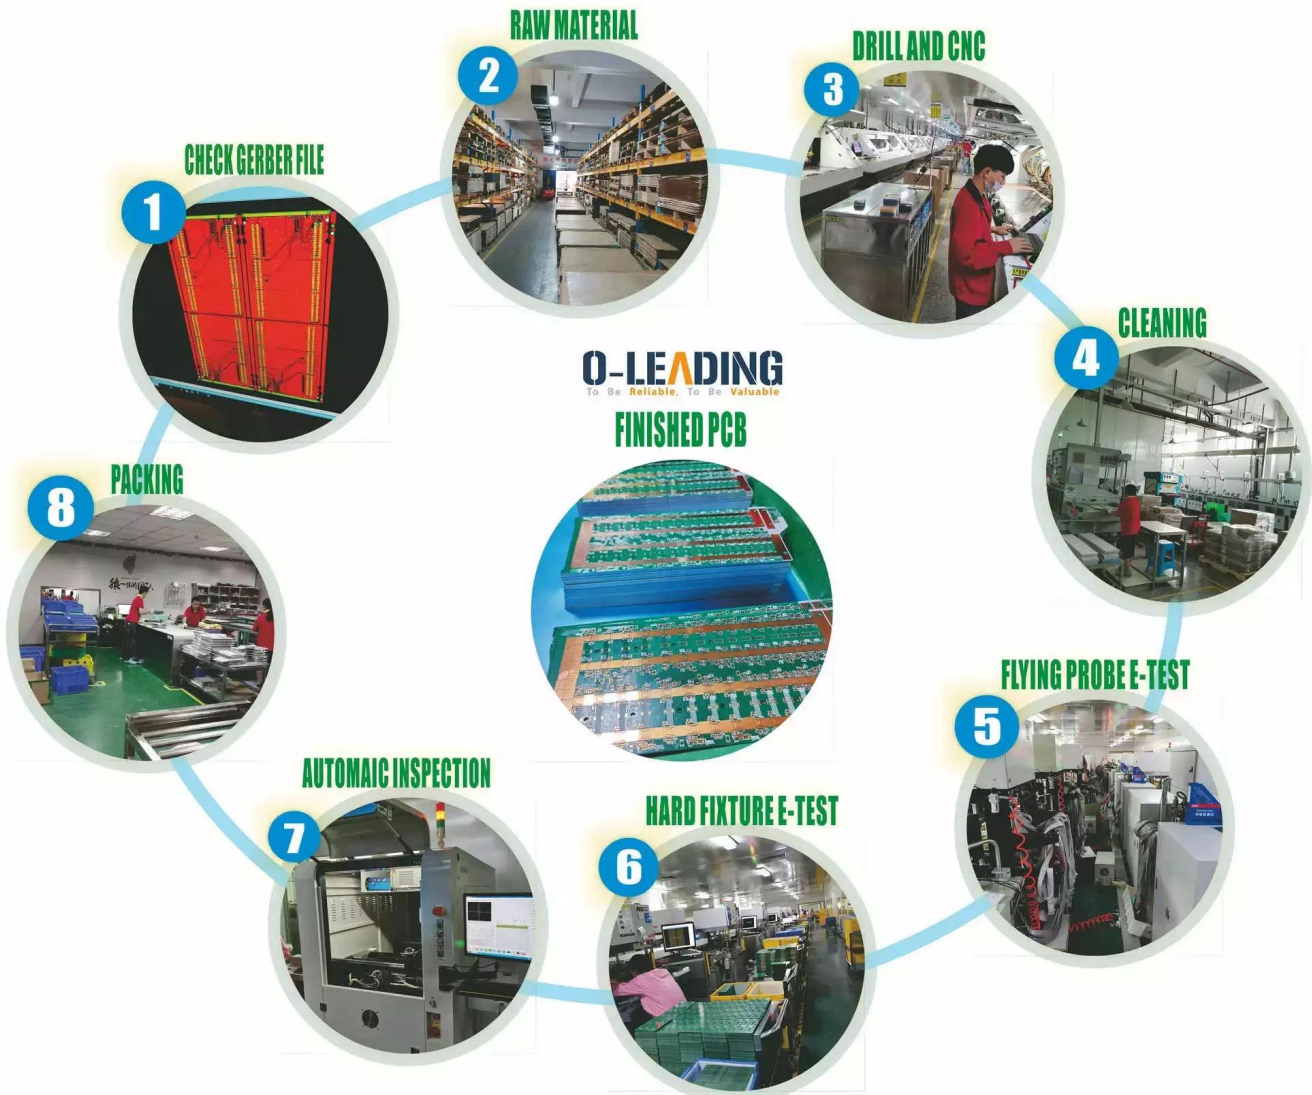 1
CHECK GERBER FILE
2
RAW MATERIAL
3
DRILL AND CNC
4
CLEANING
5
FLYING PROBE E-TEST
6
HARD FIXTURE E-TEST
7
AUTOMAIC INSPECTION
8
PACKING
O-LEADING
To Be Reliable, To Be Valuable
FINISHED PCB